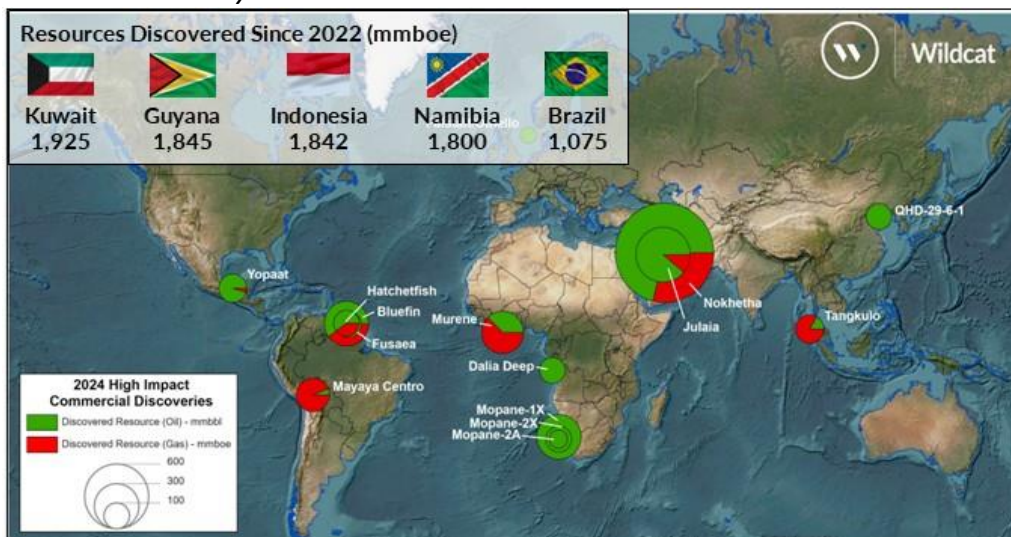 Resources Discovered Since 2022 (mmboe)
Kuwait Guyana Indonesia Namibia Brazil
1,925 1,845 1,842 1,800 1,075
Wildcat
QHD-29-6-1
Yopaat
Hatchetfish
Bluefin
Fusaea
Murene
Nokhetha
Julaia
Tangkulo
Mayaya Centro
Dalia Deep
Mopane-1X
Mopane-2X
Mopane-2A
2024 High Impact
Commercial Discoveries
Discovered Resource (Oil) - mmbbl
Discovered Resource (Gas) - mmboe
600
300
100